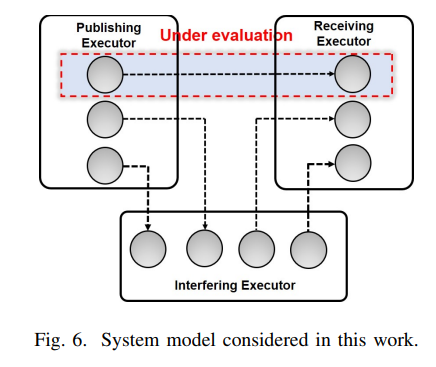 Publishing
Executor
Under evaluation
Receiving
Executor
Interfering Executor
Fig. 6. System model considered in this work.